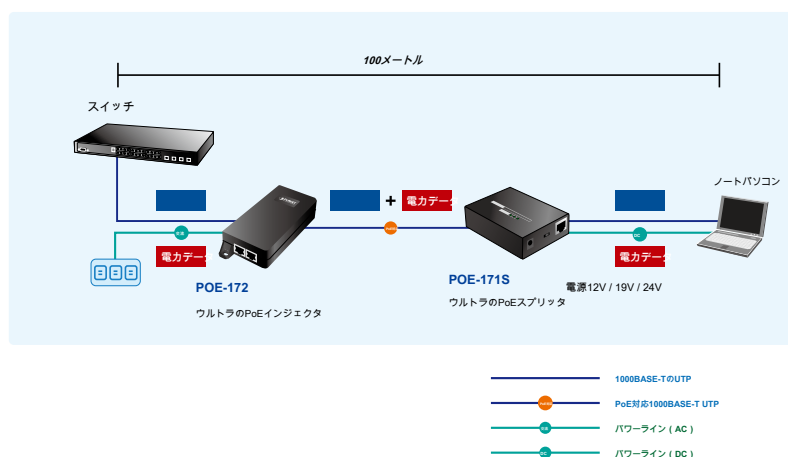 100メートル
スイッチ
ノートパソコン
+
電力データ
電力データ
電力データ
DC
POE-172
ウルトラのPoEインジェクタ
POE-171S
ウルトラのPoEスプリッタ
電源12V / 19V / 24V
1000BASE-TのUTP
PoE対応1000BASE-T UTP
パワーライン ( AC )
DC
パワーライン ( DC )